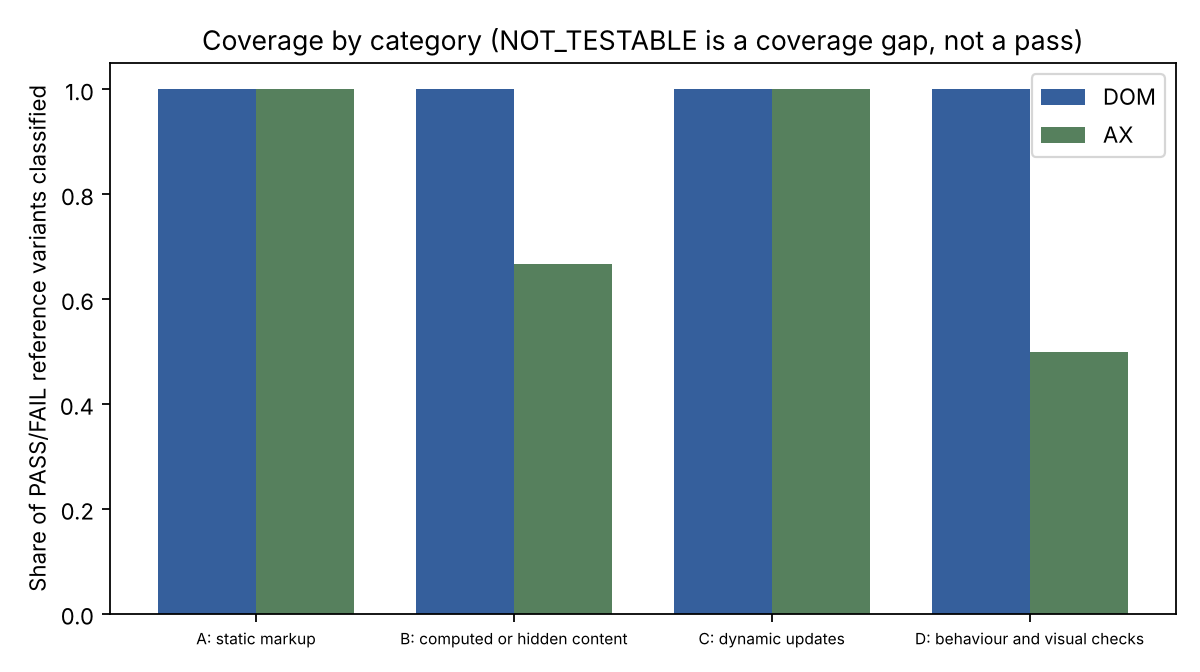 Coverage by category (NOT_TESTABLE is a coverage gap, not a pass)
Share of PASS/FAIL reference variants classified
1.0
0.8
0.6
0.4
0.2
0.0
DOM
AX
A: static markup
B: computed or hidden content
C: dynamic updates
D: behaviour and visual checks